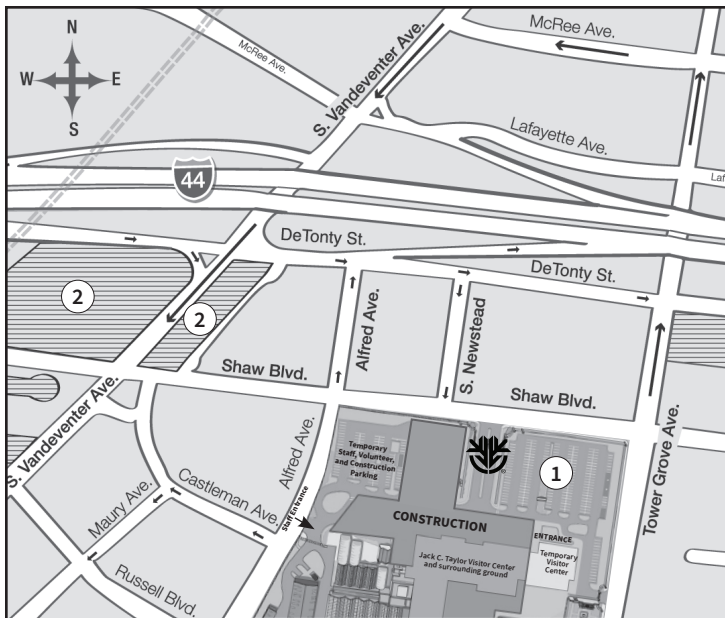 N
W E
S
McRee Ave.
McRee Ave.
S. Vandeventer Ave.
Lafayette Ave.
Laf
44
DeTonty St.
DeTonty St.
2
2
Alfred Ave.
S. Newstead
Shaw Blvd.
Shaw Blvd.
S. Vandeventer Ave.
Tower Grove Ave.
Alfred Ave.
Temporary
Staff, Volunteer,
and Construction
Parking
1
Castleman Ave.
Maury Ave.
Staff Entrance
CONSTRUCTION
ENTRANCE
Temporary
Visitor
Center
Jack C. Taylor Visitor Center
and surrounding ground
Russell Blvd.